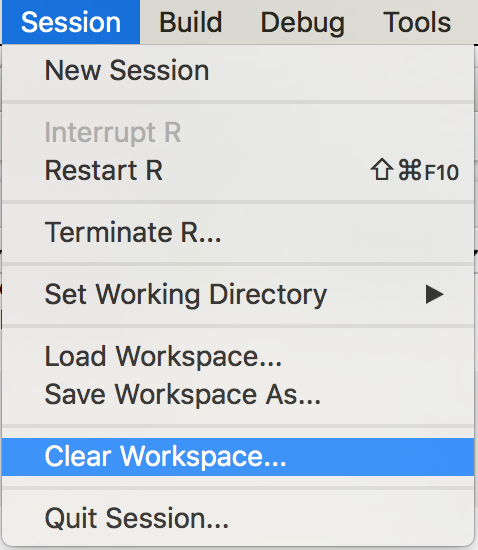 Session Build Debug Tools
New Session
Interrupt R
Restart R ⇧⌘F10
Terminate R...
Set Working Directory ▶
Load Workspace...
Save Workspace As...
Clear Workspace...
Quit Session...